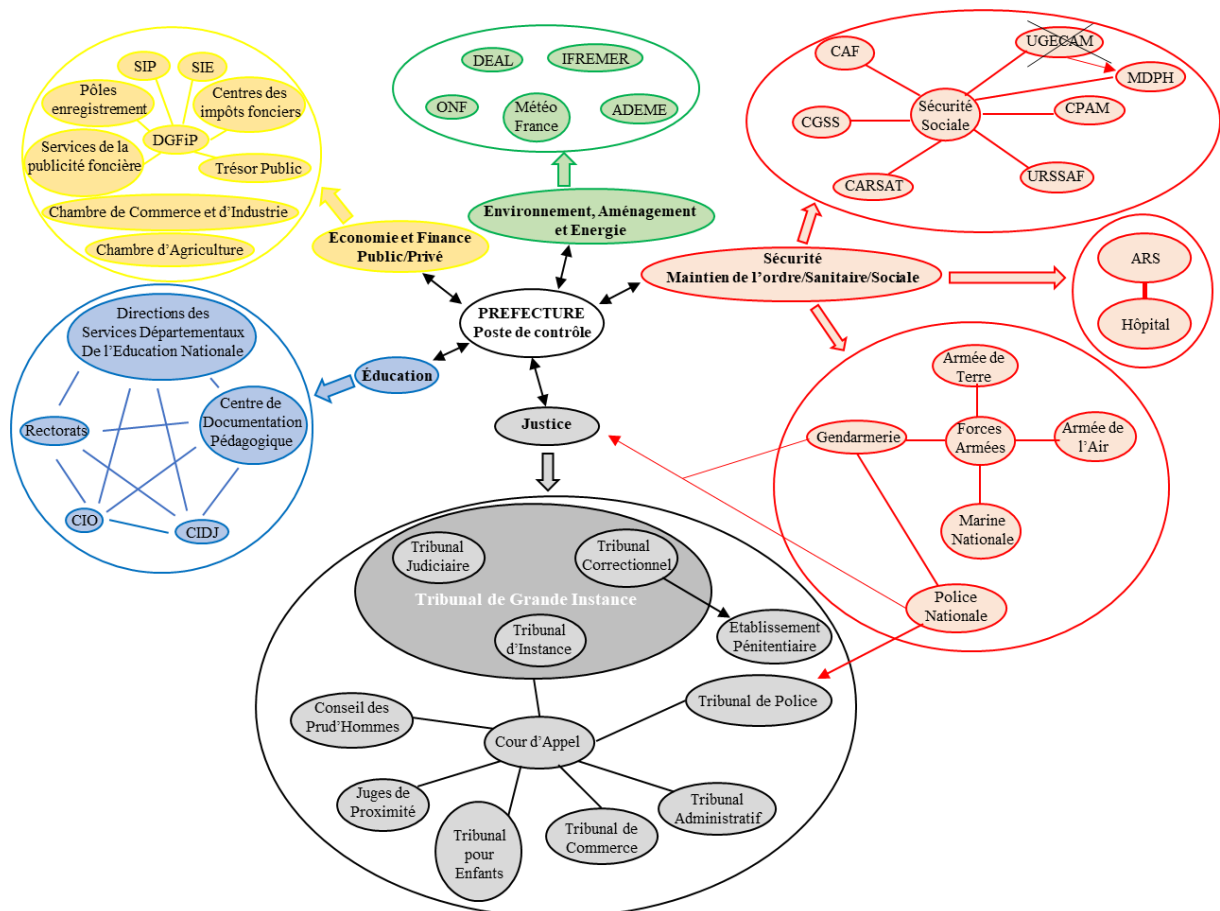 SIP
SIE
Pôles
enregistrement
Centres des
impôts fonciers
DGFiP
Services de la
publicité foncière
Trésor Public
Chambre de Commerce et d'Industrie
Chambre d'Agriculture
Economie et Finance
Public/Privé
DEAL
IFREMER
ONF
Météo
France
ADEME
Environnement, Aménagement
et Energie
CAF
UGECAM
MDPH
Sécurité
Sociale
CGSS
CPAM
CARSAT
URSSAF
Sécurité
Maintien de l'ordre/Sanitaire/Sociale
ARS
Hôpital
PREFECTURE
Poste de contrôle
Éducation
Directions des
Services Départementaux
De l'Education Nationale
Centre de
Documentation
Pédagogique
Rectorats
CIO
CIDJ
Justice
Armée de
Terre
Gendarmerie
Forces
Armées
Armée de
l'Air
Marine
Nationale
Police
Nationale
Tribunal
Judiciaire
Tribunal
Correctionnel
Tribunal de Grande Instance
Tribunal
d'Instance
Etablissement
Pénitentiaire
Conseil des
Prud'Hommes
Tribunal de Police
Cour d'Appel
Juges de
Proximité
Tribunal
pour
Enfants
Tribunal de
Commerce
Tribunal
Administratif